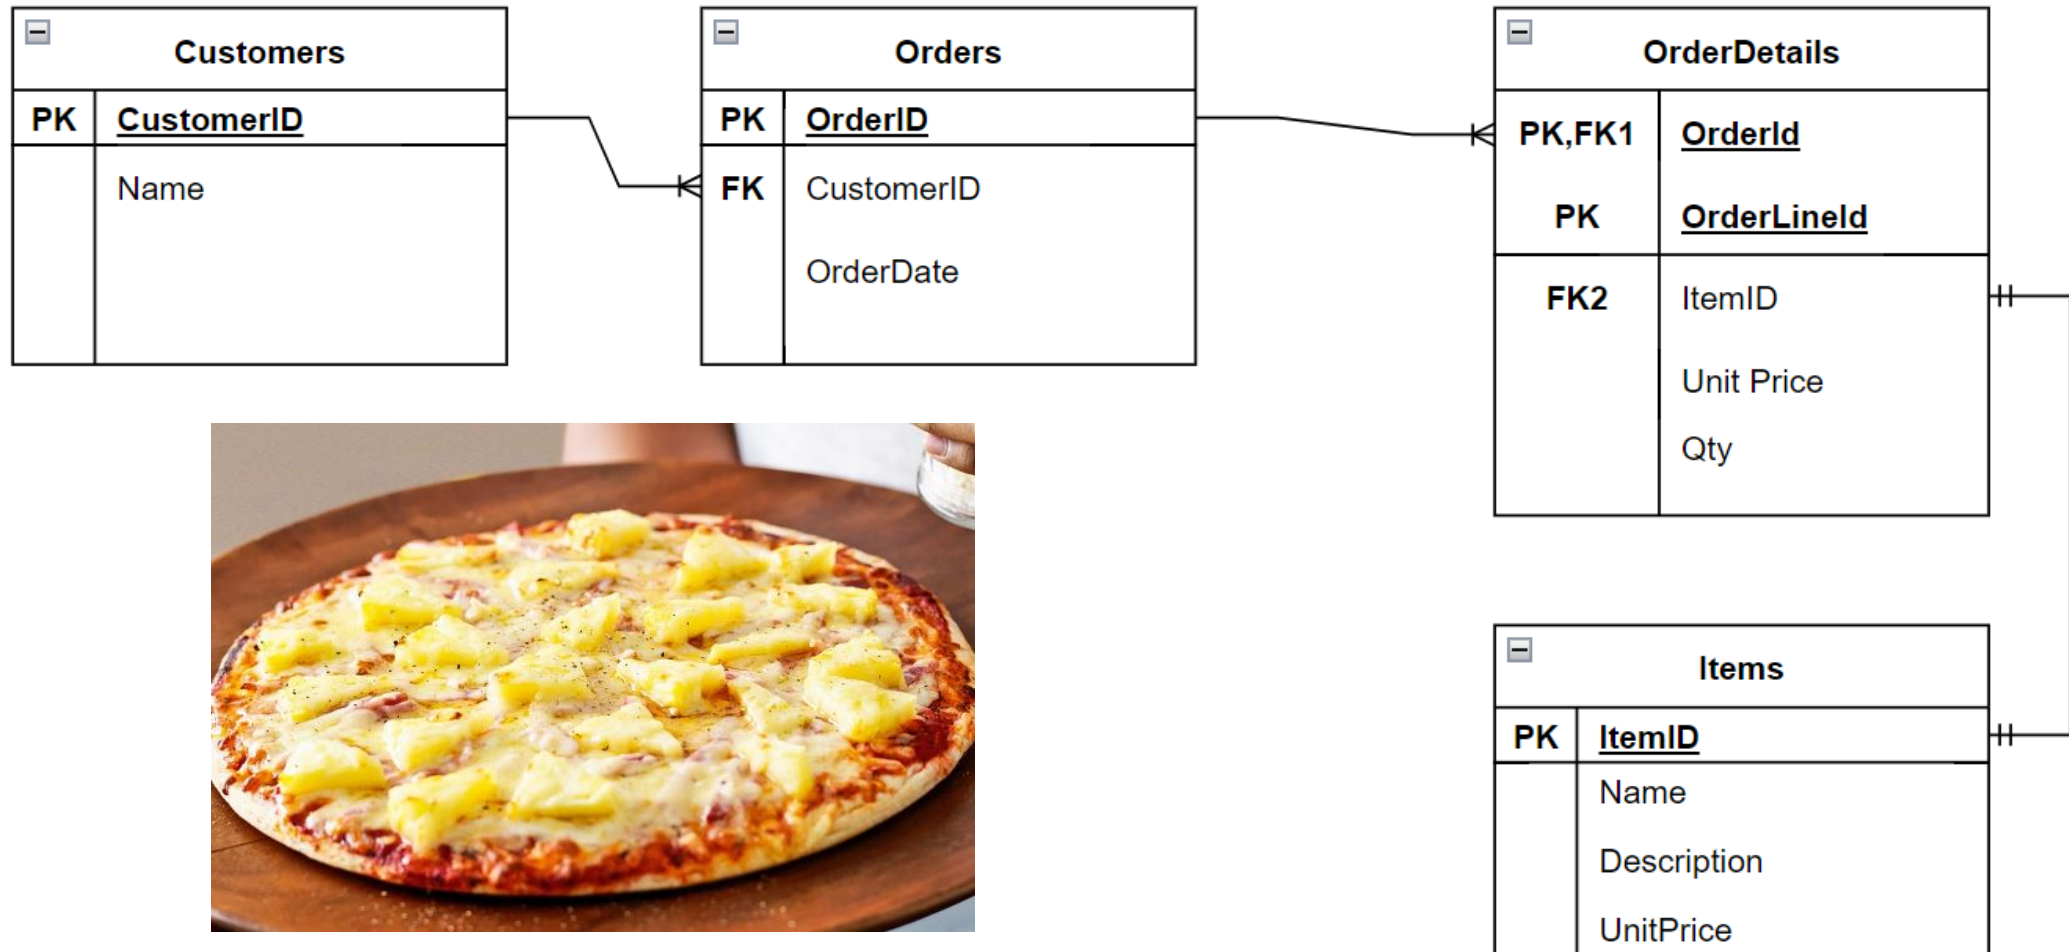 Customers
PK CustomerID
Name
Orders
PK OrderID
FK CustomerID
OrderDate
OrderDetails
PK,FK1 OrderId
PK OrderLineId
FK2 ItemID
Unit Price
Qty
Items
PK ItemID
Name
Description
UnitPrice